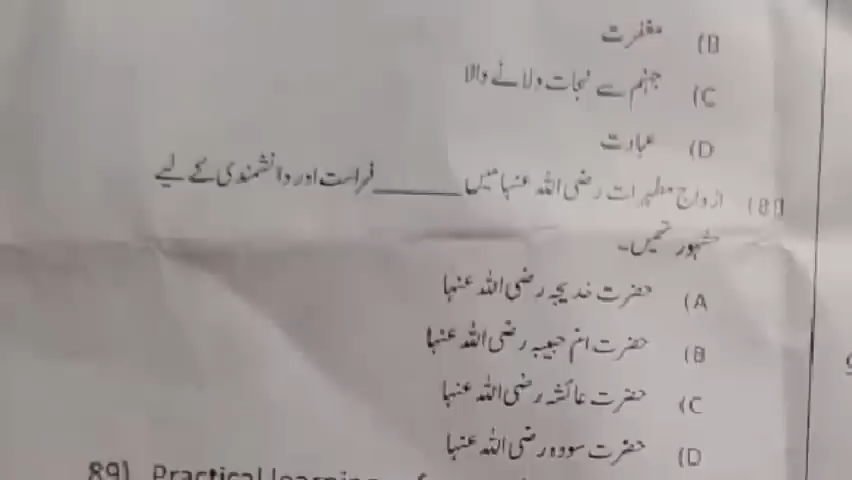 (B مغفرت
(C جہنم سے نجات دلانے والا
(D عبادت
ازواج مطہرات رضی اللہ عنہا میں ______ فراست اور دانشمندی کے لیے
مشہور تھیں۔
(A حضرت خدیجہ رضی اللہ عنہا
(B حضرت ام حبیبہ رضی اللہ عنہا
(C حضرت عائشہ رضی اللہ عنہا
(D حضرت سودہ رضی اللہ عنہا
89) Practical learning